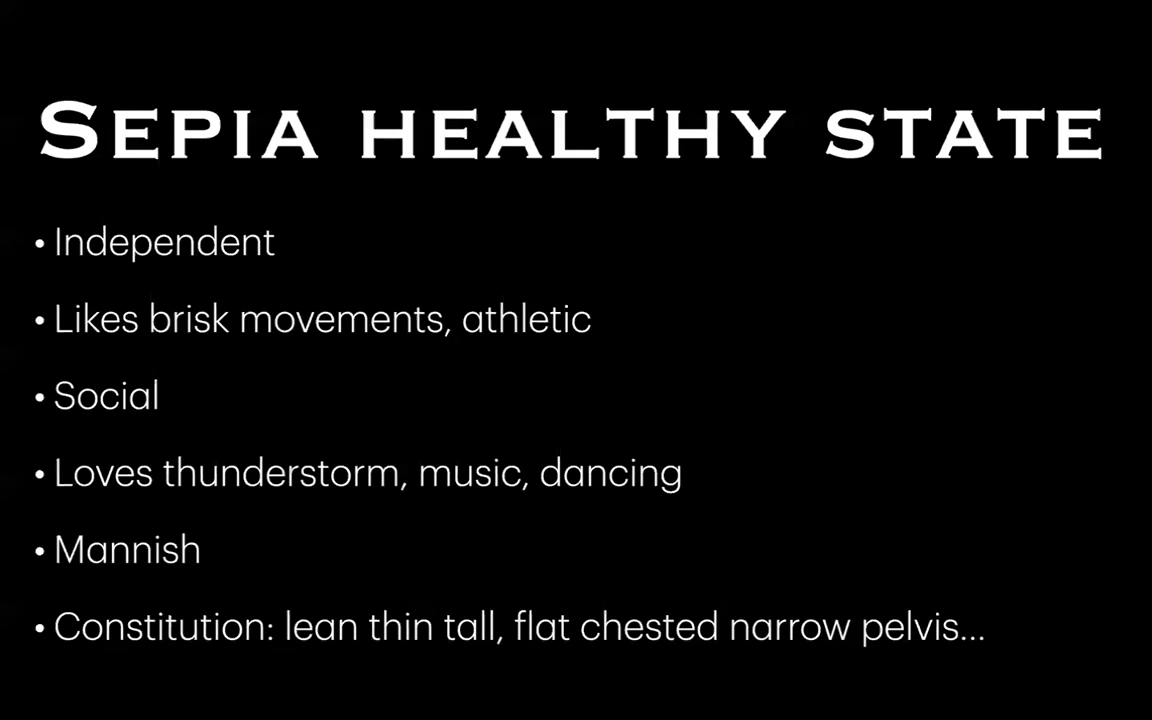 Sepia healthy state
• Independent
• Likes brisk movements, athletic
• Social
• Loves thunderstorm, music, dancing
• Mannish
• Constitution: lean thin tall, flat chested narrow pelvis...